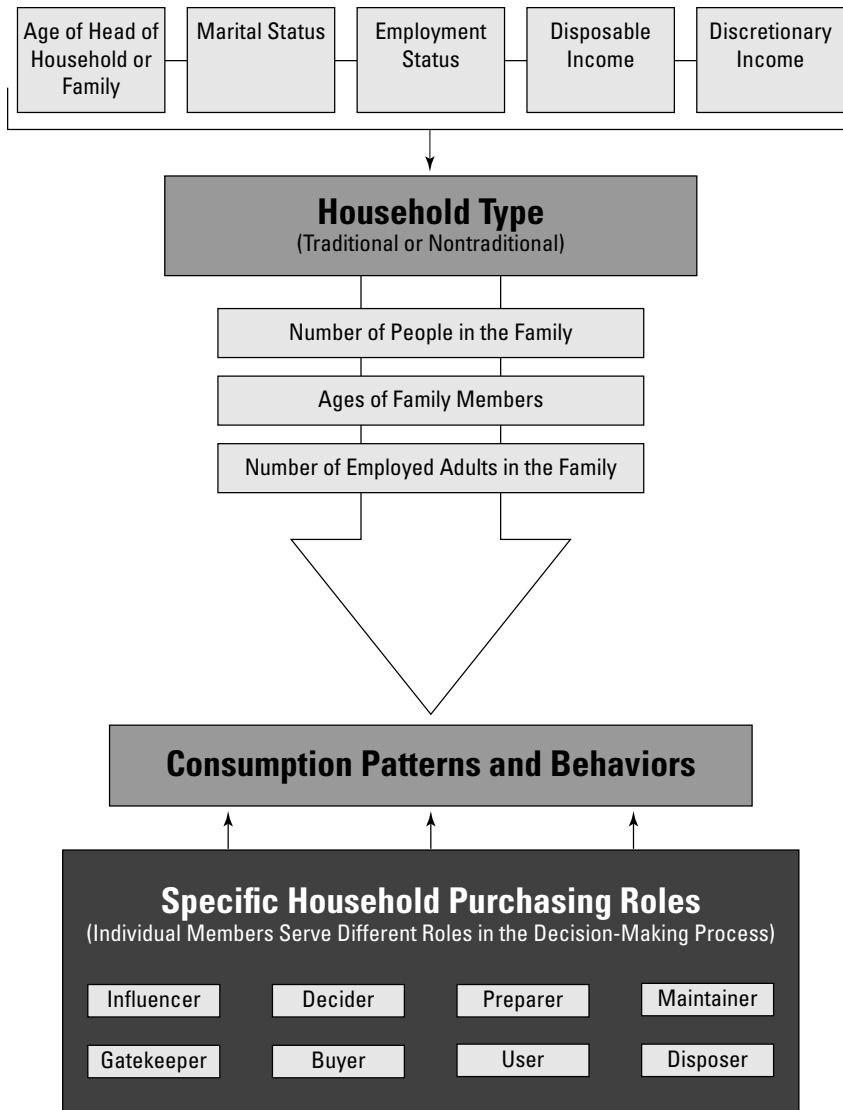 Age of Head of
Household or
Family
Marital Status
Employment
Status
Disposable
Income
Discretionary
Income
Household Type
(Traditional or Nontraditional)
Number of People in the Family
Ages of Family Members
Number of Employed Adults in the Family
Consumption Patterns and Behaviors
Specific Household Purchasing Roles
(Individual Members Serve Different Roles in the Decision-Making Process)
Influencer
Decider
Preparer
Maintainer
Gatekeeper
Buyer
User
Disposer